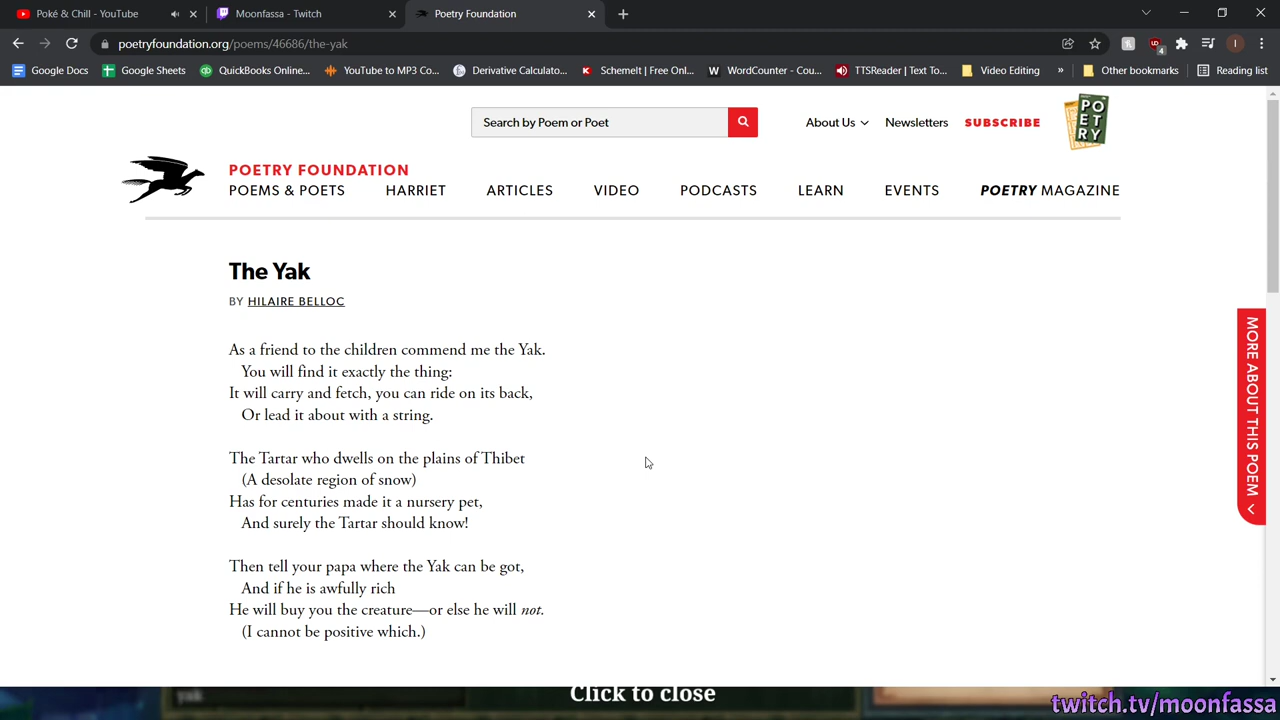 Poké & Chill - YouTube
Moonfassa - Twitch
Poetry Foundation
poetryfoundation.org/poems/46686/the-yak
Google Docs
Google Sheets
QuickBooks Online...
YouTube to MP3 Co...
Derivative Calculato...
SchemeIt | Free Onl...
WordCounter - Cou...
TTSReader | Text To...
Video Editing
»
Other bookmarks
Reading list
Search by Poem or Poet
About Us
Newsletters
SUBSCRIBE
PO
ET
RY
POETRY FOUNDATION
POEMS & POETS
HARRIET
ARTICLES
VIDEO
PODCASTS
LEARN
EVENTS
POETRY MAGAZINE
The Yak
BY HILAIRE BELLOC
As a friend to the children commend me the Yak.
You will find it exactly the thing:
It will carry and fetch, you can ride on its back,
Or lead it about with a string.
The Tartar who dwells on the plains of Thibet
(A desolate region of snow)
Has for centuries made it a nursery pet,
And surely the Tartar should know!
Then tell your papa where the Yak can be got,
And if he is awfully rich
He will buy you the creature—or else he will not.
(I cannot be positive which.)
MORE ABOUT THIS POEM
yak
Click to close
twitch.tv/moonfassa